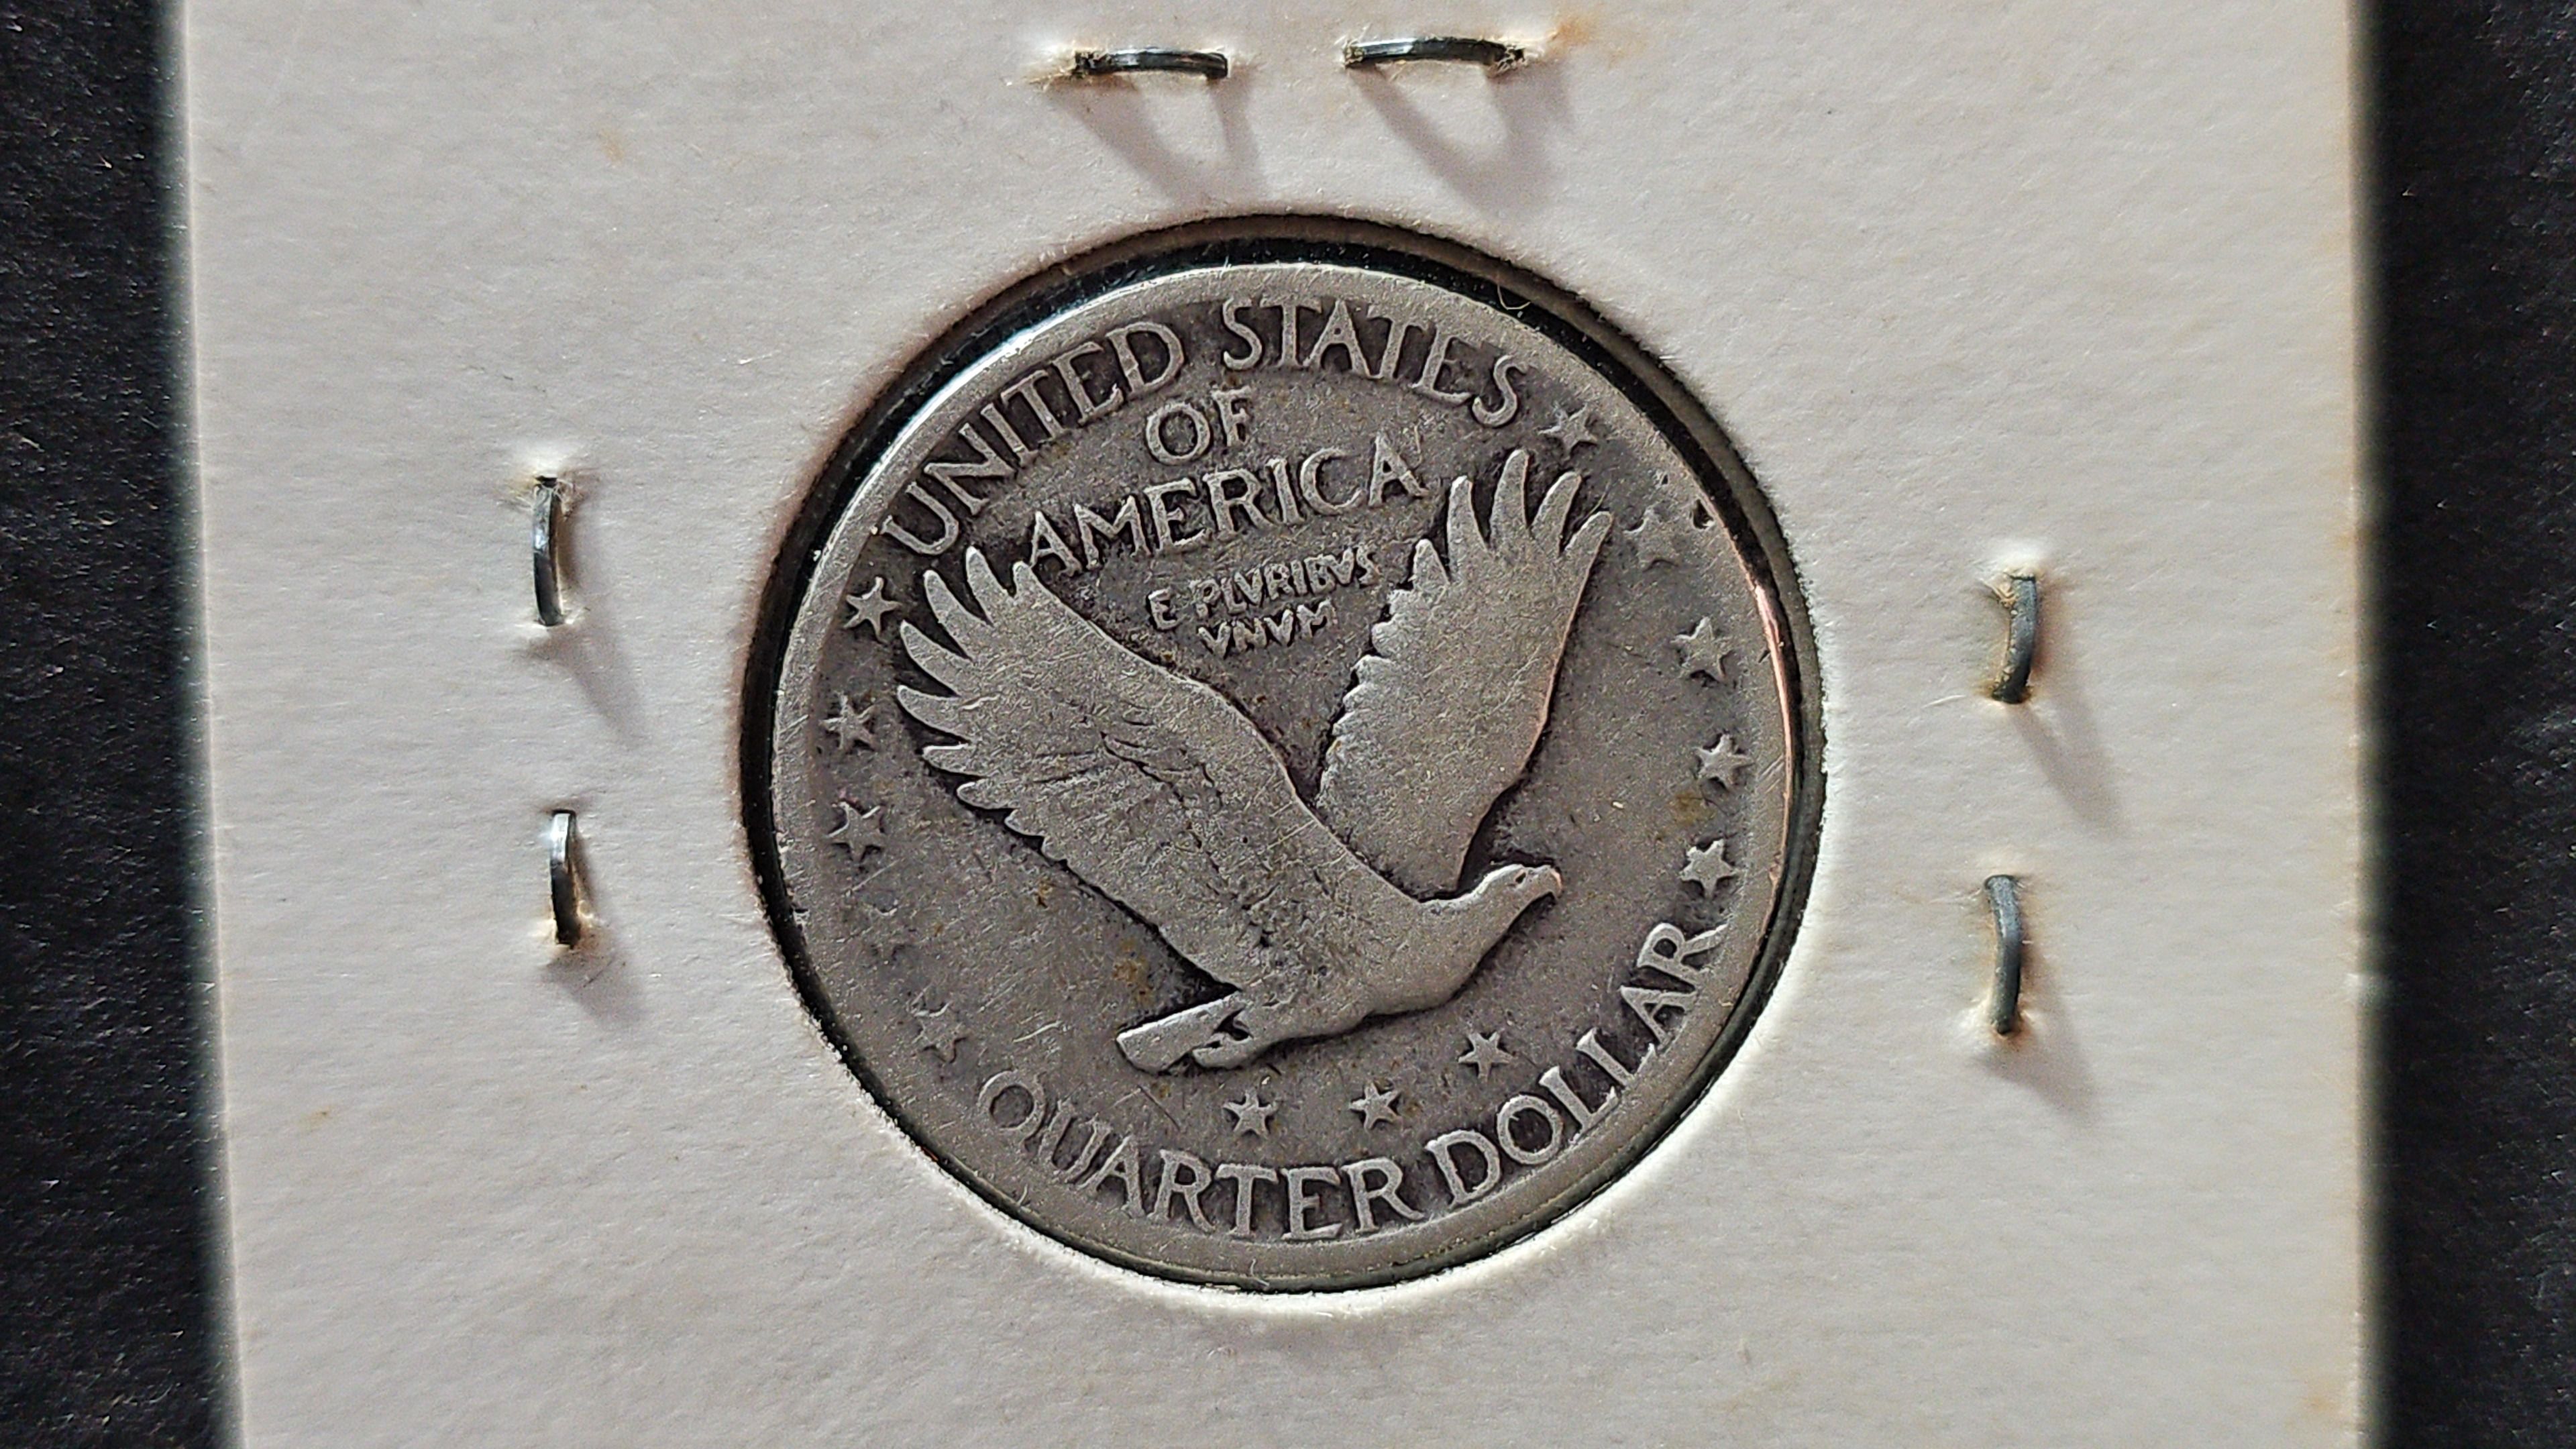 UNITED STATES
OF
AMERICA
E PLVRIBVS
VNVM
QUARTER DOLLAR